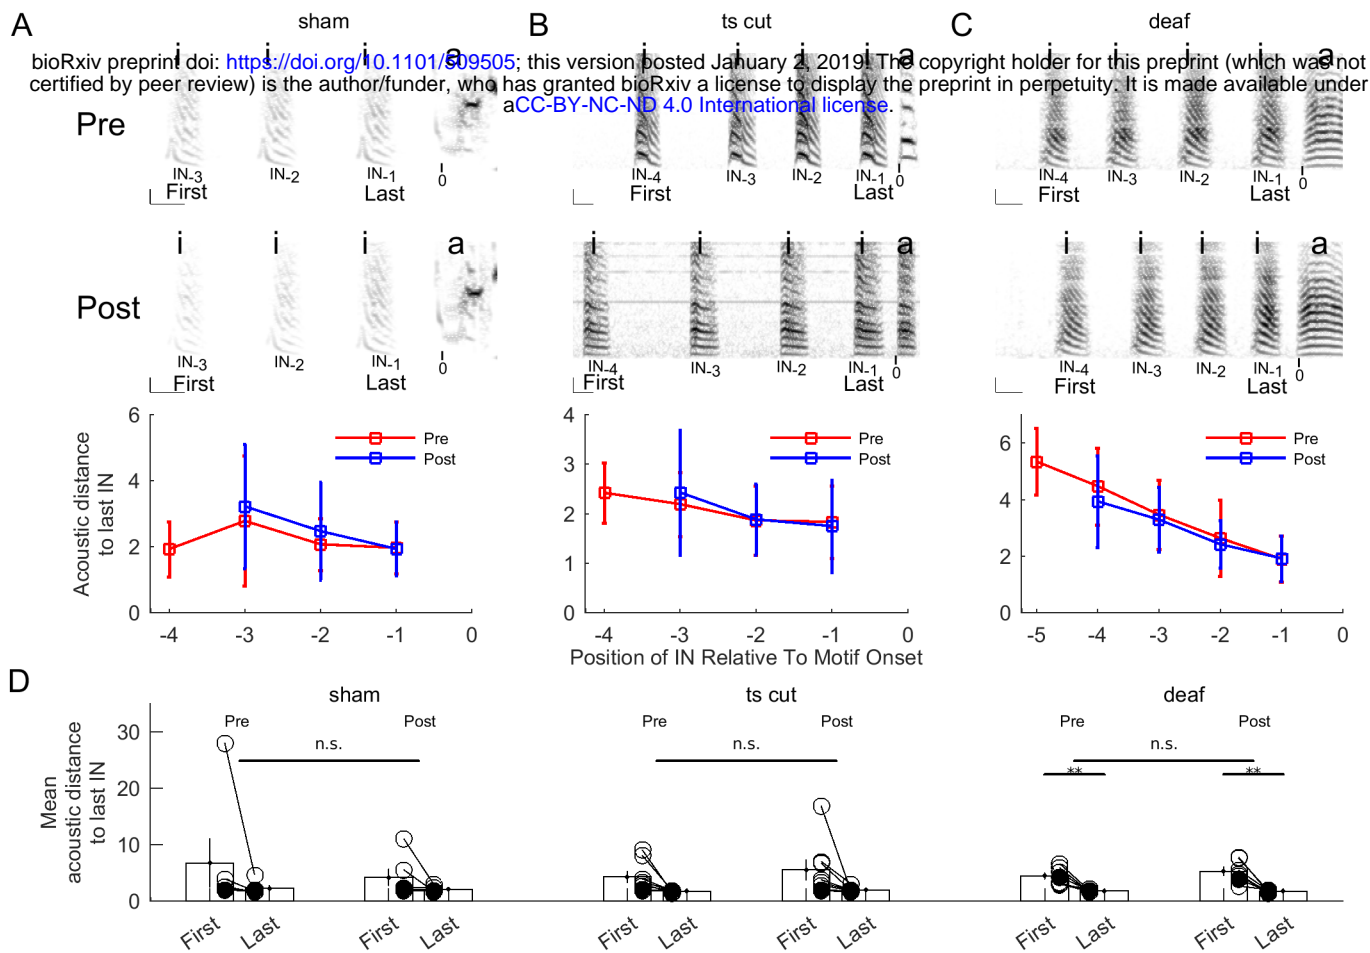 A sham B ts cut C deaf
i i i a i i i i a i i i i a
bioRxiv preprint doi: https://doi.org/10.1101/509505; this version posted January 2, 2019. The copyright holder for this preprint (which was not
certified by peer review) is the author/funder, who has granted bioRxiv a license to display the preprint in perpetuity. It is made available under
aCC-BY-NC-ND 4.0 International license.
Pre
IN-3 IN-2 IN-1 0 IN-4 IN-3 IN-2 IN-1 0 IN-4 IN-3 IN-2 IN-1 0
First Last First Last First Last
i i i a i i i i a i i i i a
Post
IN-3 IN-2 IN-1 0 IN-4 IN-3 IN-2 IN-1 0 IN-4 IN-3 IN-2 IN-1 0
First Last First Last First Last
Acoustic distance
to last IN
6
4
2
0
-4 -3 -2 -1 0
Pre
Post
4
3
2
1
0
-4 -3 -2 -1 0
Pre
Post
6
4
2
0
-5 -4 -3 -2 -1 0
Pre
Post
Position of IN Relative To Motif Onset
D
sham ts cut deaf
Pre Post Pre Post Pre Post
n.s. n.s. n.s.
** **
Mean
acoustic distance
to last IN
30
20
10
0
First Last First Last First Last First Last First Last First Last